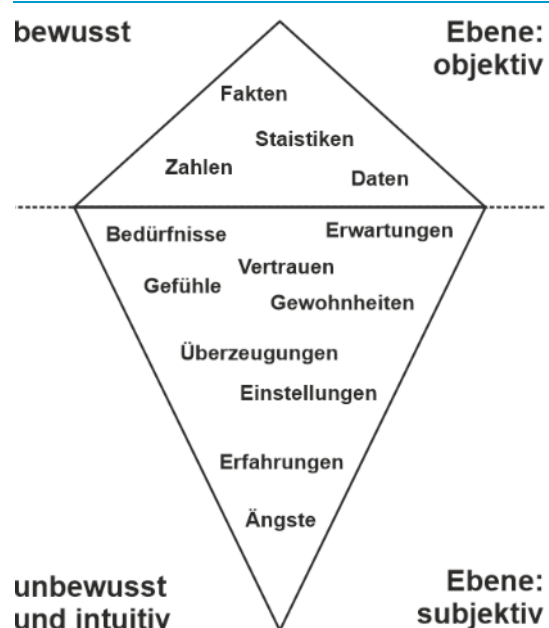 bewusst
Ebene:
objektiv
Fakten
Staistiken
Zahlen
Daten
Bedürfnisse
Erwartungen
Vertrauen
Gefühle
Gewohnheiten
Überzeugungen
Einstellungen
Erfahrungen
Ängste
unbewusst
und intuitiv
Ebene:
subjektiv